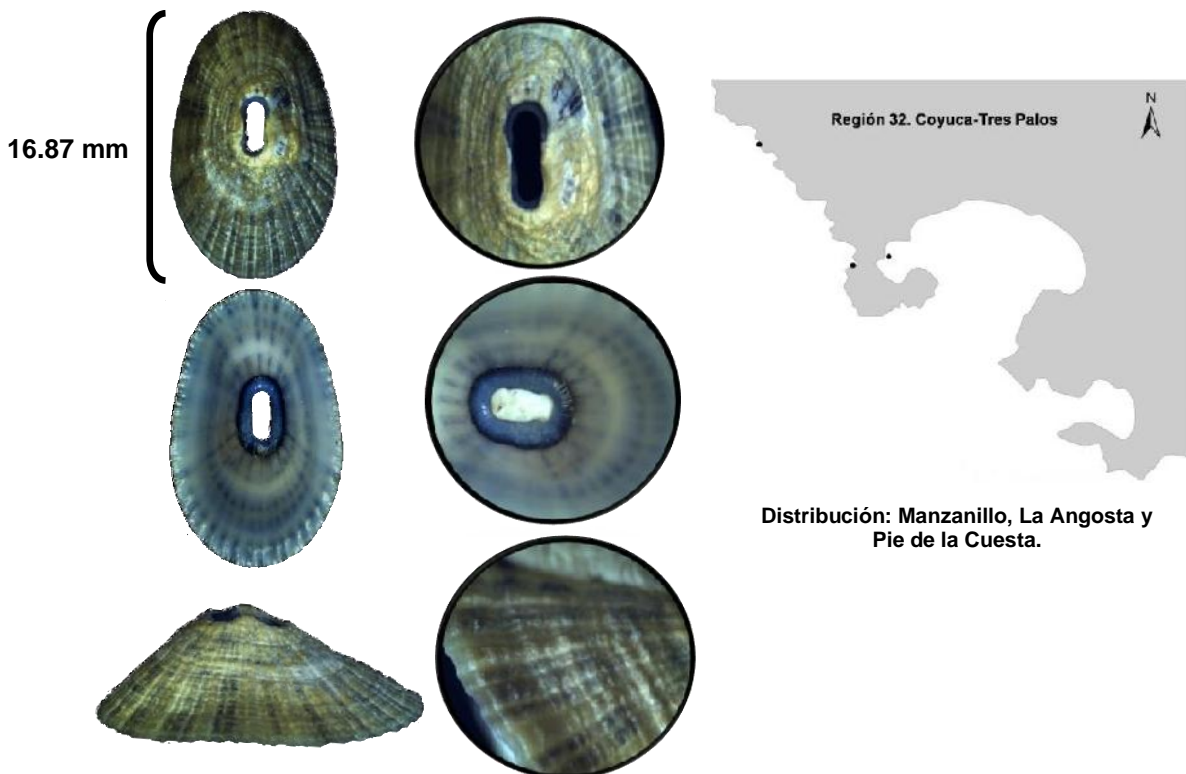 16.87 mm
Región 32. Coyuca-Tres Palos
N
Distribución: Manzanillo, La Angosta y
Pie de la Cuesta.